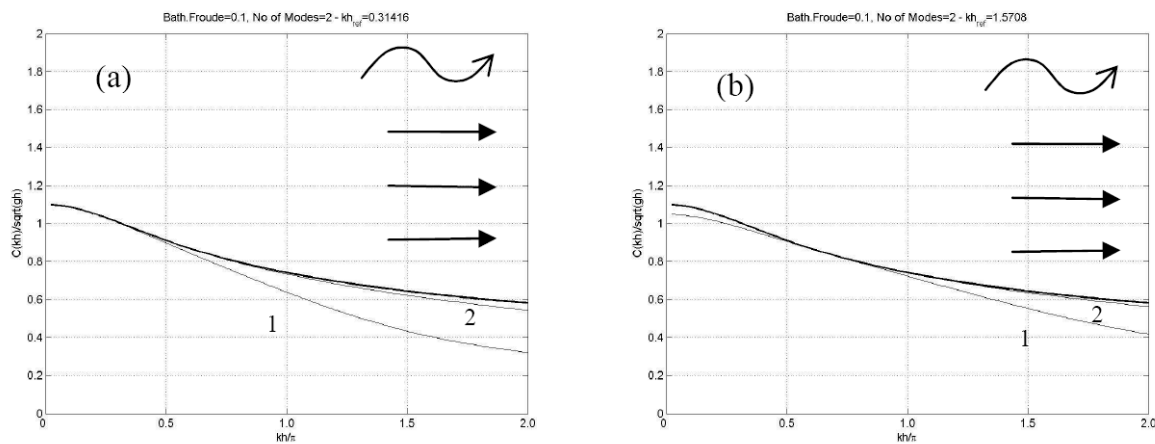 Bath.Froude=0.1, No of Modes=2 - kh_ref=0.31416
(a)
C(kh)/sqrt(gh)
2
1.8
1.6
1.4
1.2
1
0.8
0.6
0.4
0.2
0
1
2
0 0.5 1.0 1.5 2.0
kh/π
Bath.Froude=0.1, No of Modes=2 - kh_ref=1.5708
(b)
C(kh)/sqrt(gh)
2
1.8
1.6
1.4
1.2
1
0.8
0.6
0.4
0.2
0
2
1
0 0.5 1.0 1.5 2.0
kh/π